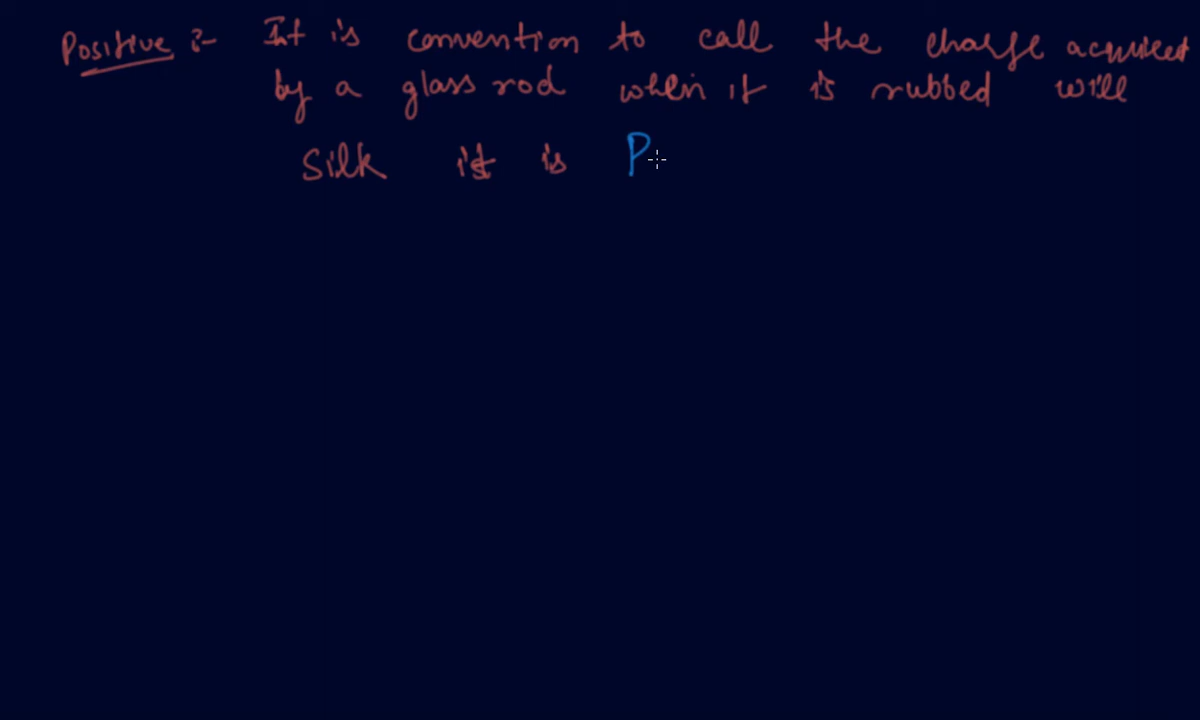 Positive :- It is convention to call the charge acquired
by a glass rod when it is rubbed will
Silk it is P